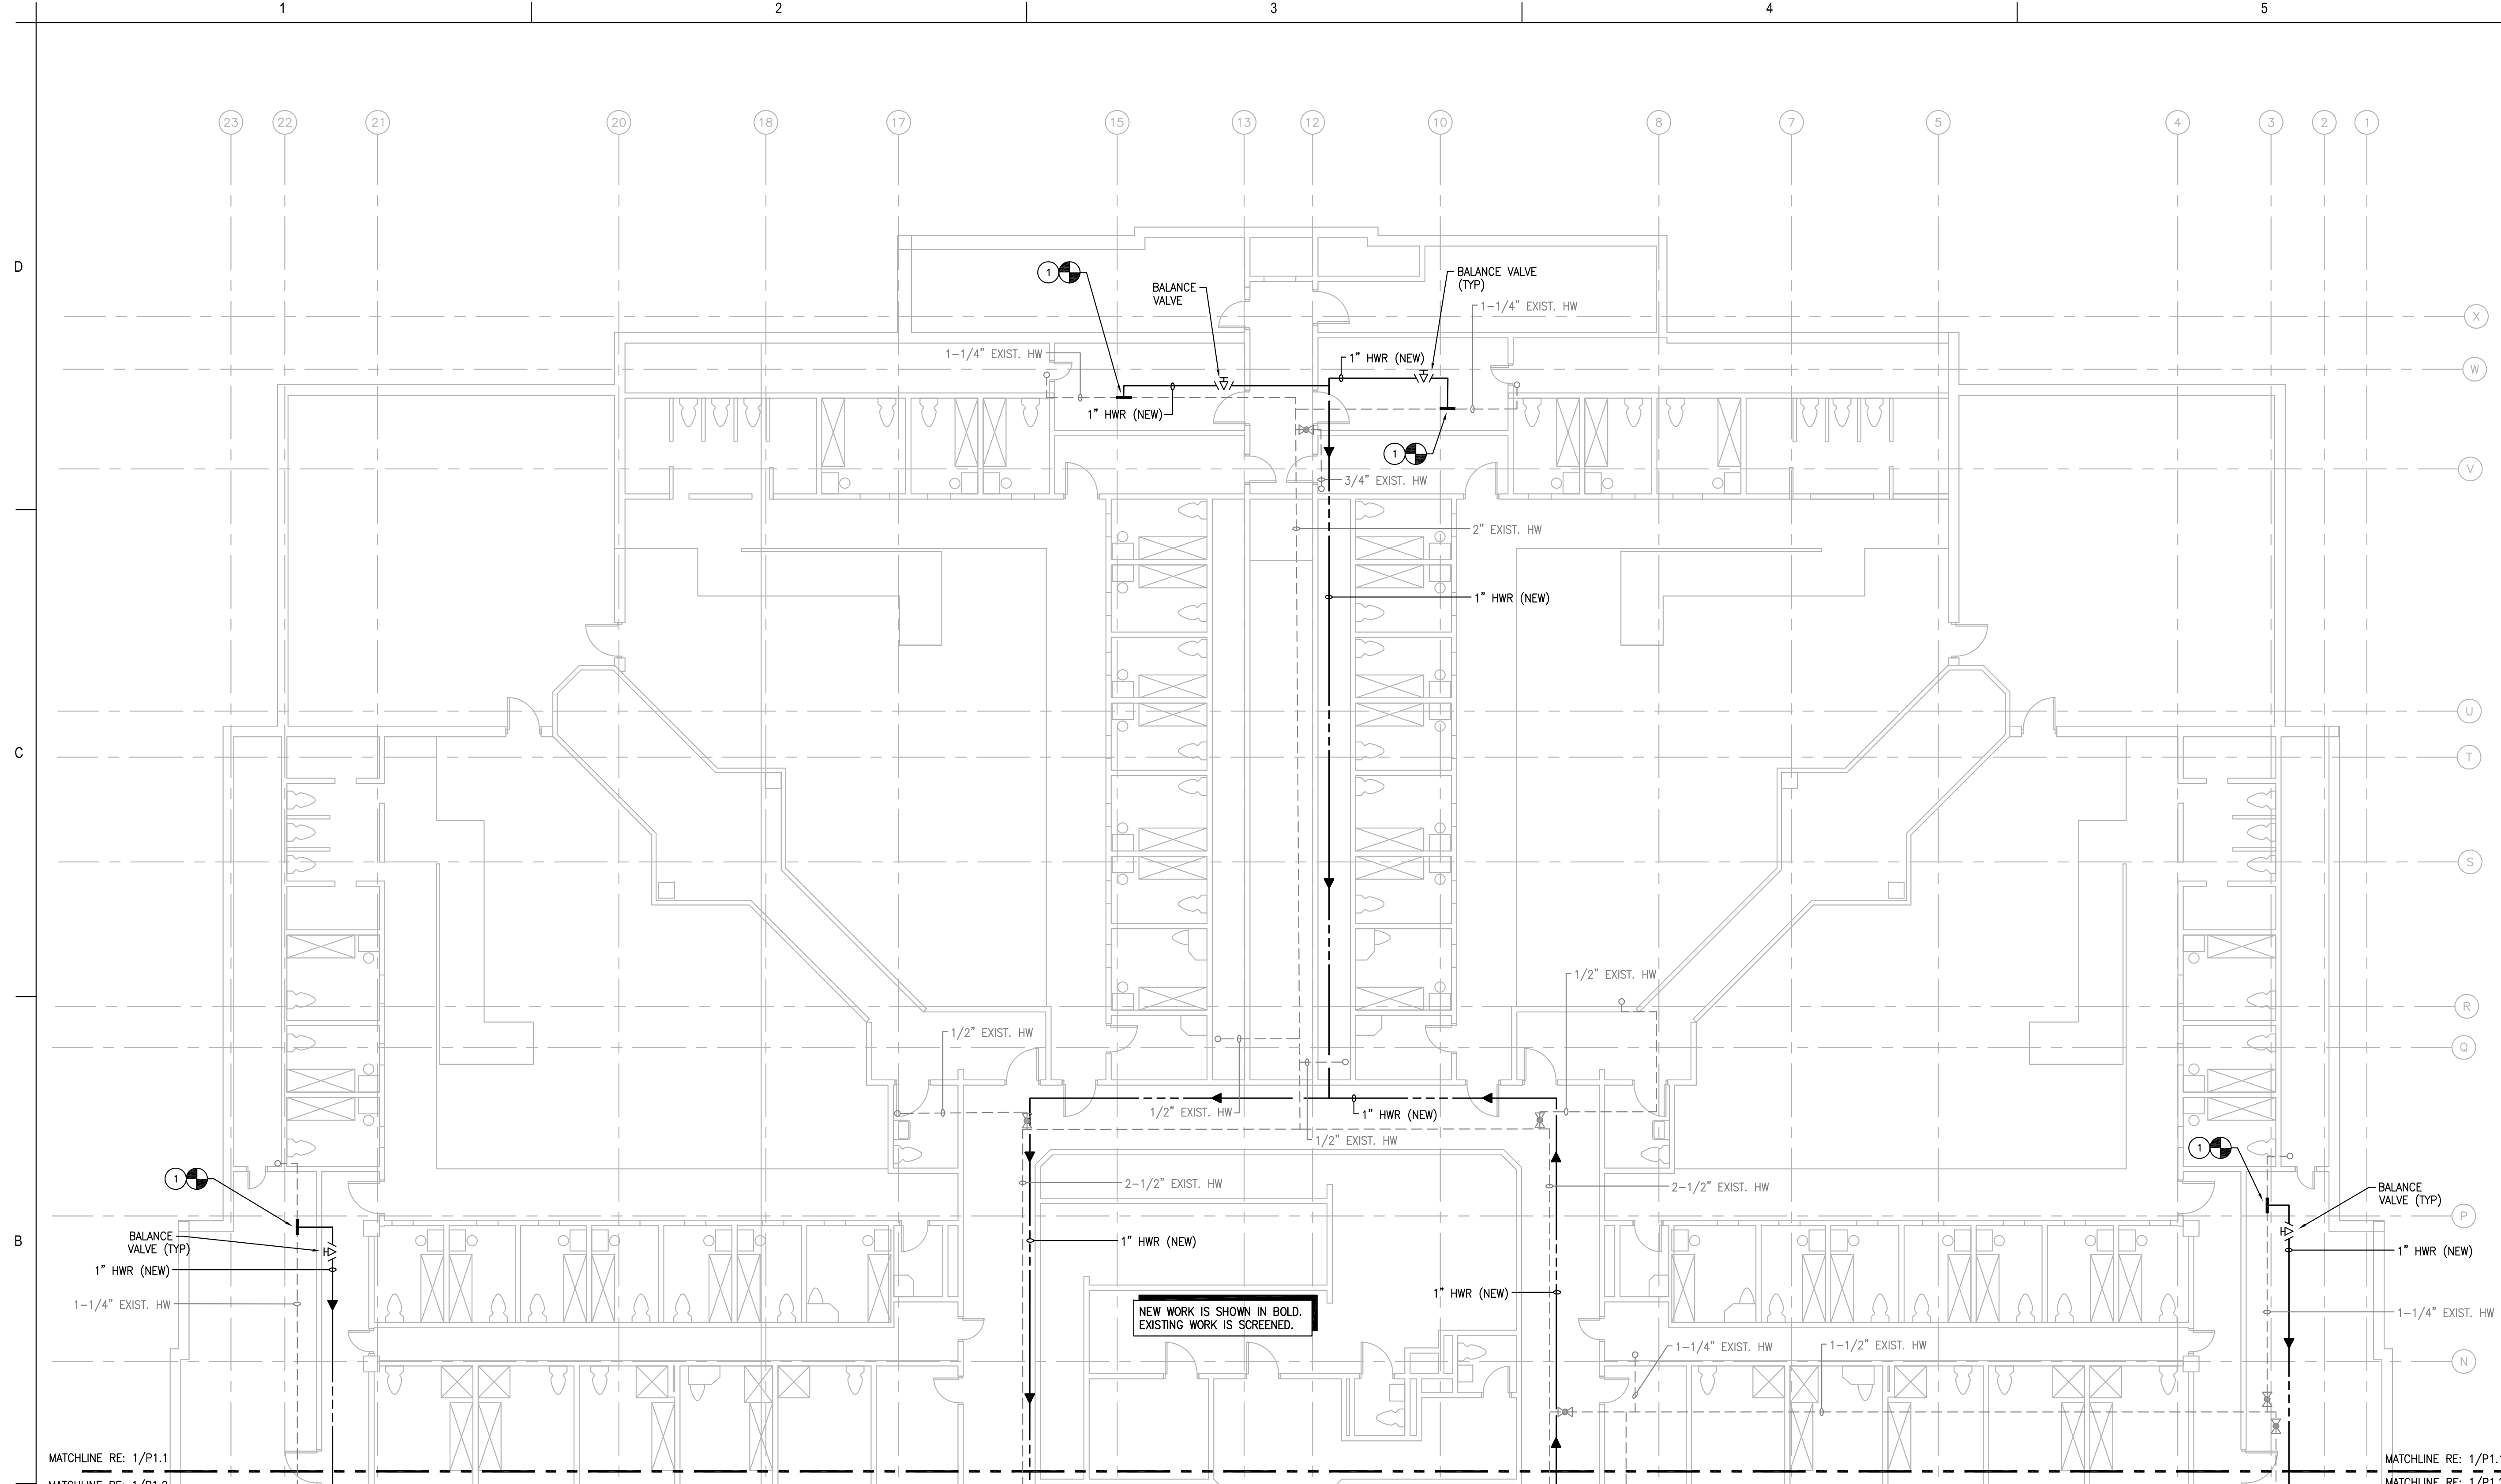 1
2
3
4
5
23
22
21
20
18
17
15
13
12
10
8
7
5
4
3
2
1
D
1
BALANCE
VALVE
BALANCE VALVE
(TYP)
1-1/4" EXIST. HW
X
1-1/4" EXIST. HW
1" HWR (NEW)
W
1" HWR (NEW)
1
V
3/4" EXIST. HW
2" EXIST. HW
1" HWR (NEW)
U
C
T
S
1/2" EXIST. HW
R
1/2" EXIST. HW
Q
1/2" EXIST. HW
1" HWR (NEW)
1/2" EXIST. HW
1
1
2-1/2" EXIST. HW
2-1/2" EXIST. HW
BALANCE
VALVE (TYP)
P
B
BALANCE
VALVE (TYP)
1" HWR (NEW)
1" HWR (NEW)
1" HWR (NEW)
1" HWR (NEW)
1-1/4" EXIST. HW
NEW WORK IS SHOWN IN BOLD.
EXISTING WORK IS SCREENED.
1-1/4" EXIST. HW
1-1/4" EXIST. HW
1-1/2" EXIST. HW
N
MATCHLINE RE: 1/P1.1
MATCHLINE RE: 1/P1.1